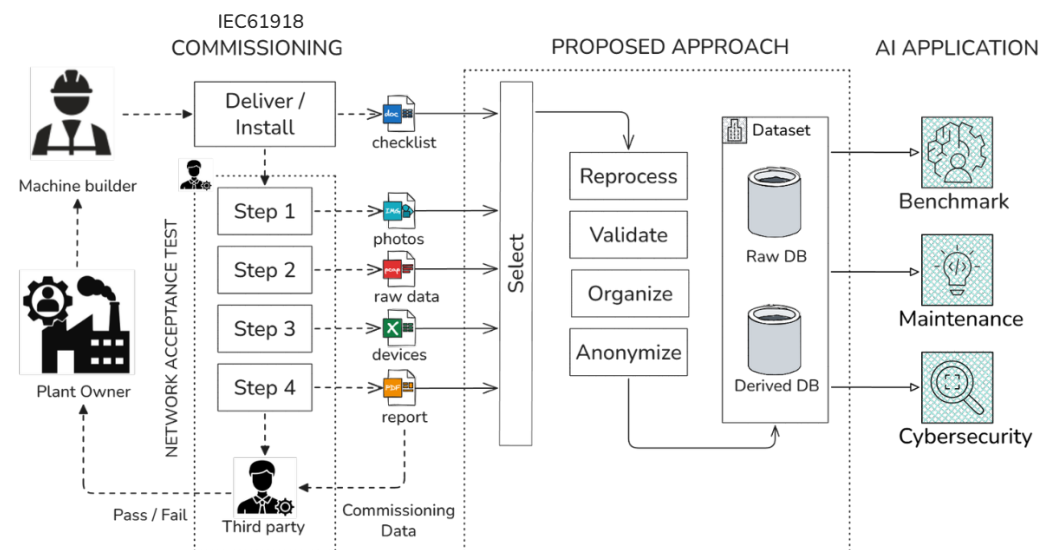 IEC61918
COMMISSIONING
PROPOSED APPROACH
AI APPLICATION
Machine builder
Plant Owner
Pass / Fail
NETWORK ACCEPTANCE TEST
Deliver /
Install
Step 1
Step 2
Step 3
Step 4
Third party
doc
checklist
IMG
photos
pcap
raw data
X
devices
PDF
report
Commissioning
Data
Select
Reprocess
Validate
Organize
Anonymize
Dataset
Raw DB
Derived DB
Benchmark
Maintenance
Cybersecurity